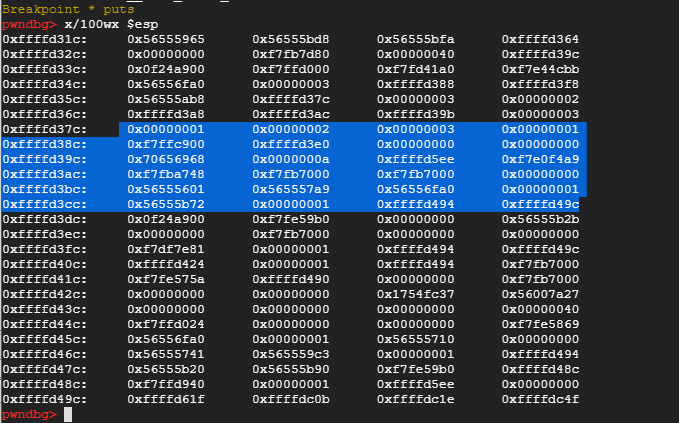 Breakpoint * puts
pwndbg> x/100wx $esp
0xffffd31c: 0x56555965 0x56555bd8 0x56555bfa 0xffffd364
0xffffd32c: 0x00000000 0xf7fb7d80 0x00000040 0xffffd39c
0xffffd33c: 0x0f24a900 0xf7ffd000 0xf7fd41a0 0xf7e44cbb
0xffffd34c: 0x56556fa0 0x00000003 0xffffd388 0xffffd3f8
0xffffd35c: 0x56555ab8 0xffffd37c 0x00000003 0x00000002
0xffffd36c: 0xffffd3a8 0xffffd3ac 0xffffd39b 0x00000003
0xffffd37c: 0x00000001 0x00000002 0x00000003 0x00000001
0xffffd38c: 0xf7ffc900 0xffffd3e0 0x00000000 0x00000000
0xffffd39c: 0x70656968 0x0000000a 0xffffd5ee 0xf7e0f4a9
0xffffd3ac: 0xf7fba748 0xf7fb7000 0xf7fb7000 0x00000000
0xffffd3bc: 0x56555601 0x565557a9 0x56556fa0 0x00000001
0xffffd3cc: 0x56555b72 0x00000001 0xffffd494 0xffffd49c
0xffffd3dc: 0x0f24a900 0xf7fe59b0 0x00000000 0x56555b2b
0xffffd3ec: 0x00000000 0xf7fb7000 0x00000000 0x00000000
0xffffd3fc: 0xf7df7e81 0x00000001 0xffffd494 0xffffd49c
0xffffd40c: 0xffffd424 0x00000001 0xffffd494 0xf7fb7000
0xffffd41c: 0xf7fe575a 0xffffd490 0x00000000 0xf7fb7000
0xffffd42c: 0x00000000 0x00000000 0x1754fc37 0x56007a27
0xffffd43c: 0x00000000 0x00000000 0x00000000 0x00000040
0xffffd44c: 0xf7ffd024 0x00000000 0x00000000 0xf7fe5869
0xffffd45c: 0x56556fa0 0x00000001 0x56555710 0x00000000
0xffffd46c: 0x56555741 0x565559c3 0x00000001 0xffffd494
0xffffd47c: 0x56555b20 0x56555b90 0xf7fe59b0 0xffffd48c
0xffffd48c: 0xf7ffd940 0x00000001 0xffffd5ee 0x00000000
0xffffd49c: 0xffffd61f 0xffffdc0b 0xffffdc1e 0xffffdc4f
pwndbg>